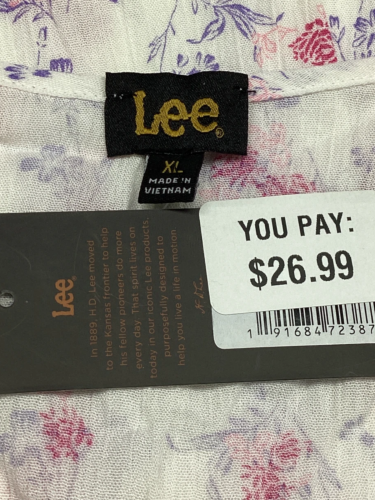 Lee®
XL
MADE IN
VIETNAM
YOU PAY:
$26.99
1 91684 72387
Lee
In 1889, H.D. Lee moved
to the Kansas frontier to help
his fellow pioneers do more
every day. That spirit lives on
today in our iconic Lee products,
purposefully designed to
help you live a life in motion